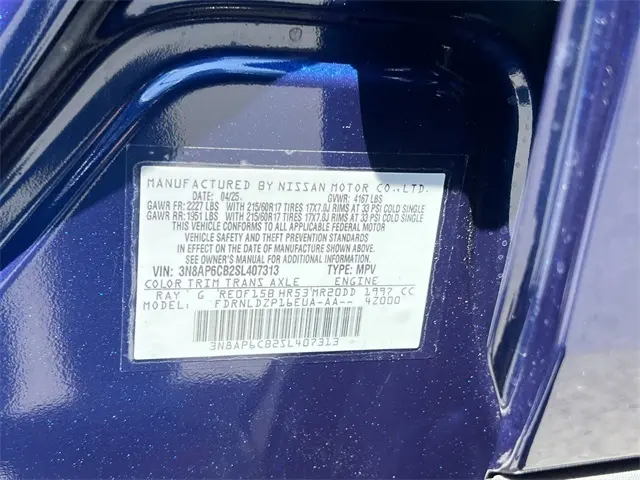 MANUFACTURED BY NISSAN MOTOR CO.,LTD.
DATE: 04/25 GVWR: 4167 LBS
GAWR FR: 2227 LBS WITH 215/60R17 TIRES 17X7.0J RIMS AT 33 PSI COLD SINGLE
GAWR RR: 1951 LBS WITH 215/60R17 TIRES 17X7.0J RIMS AT 33 PSI COLD SINGLE
THIS VEHICLE CONFORMS TO ALL APPLICABLE FEDERAL MOTOR
VEHICLE SAFETY AND THEFT PREVENTION STANDARDS
IN EFFECT ON THE DATE OF MANUFACTURE SHOWN ABOVE.
SEE OWNER'S MANUAL FOR ADDITIONAL INFORMATION
VIN: 3N8AP6CB2SL407313 TYPE: MPV
COLOR TRIM TRANS AXLE ENGINE
RAY G RE0F15B HR53 MR20DD 1997 CC
MODEL: FDRNLDZP16EUA-AA-- 4Z000
3N8AP6CB2SL407313